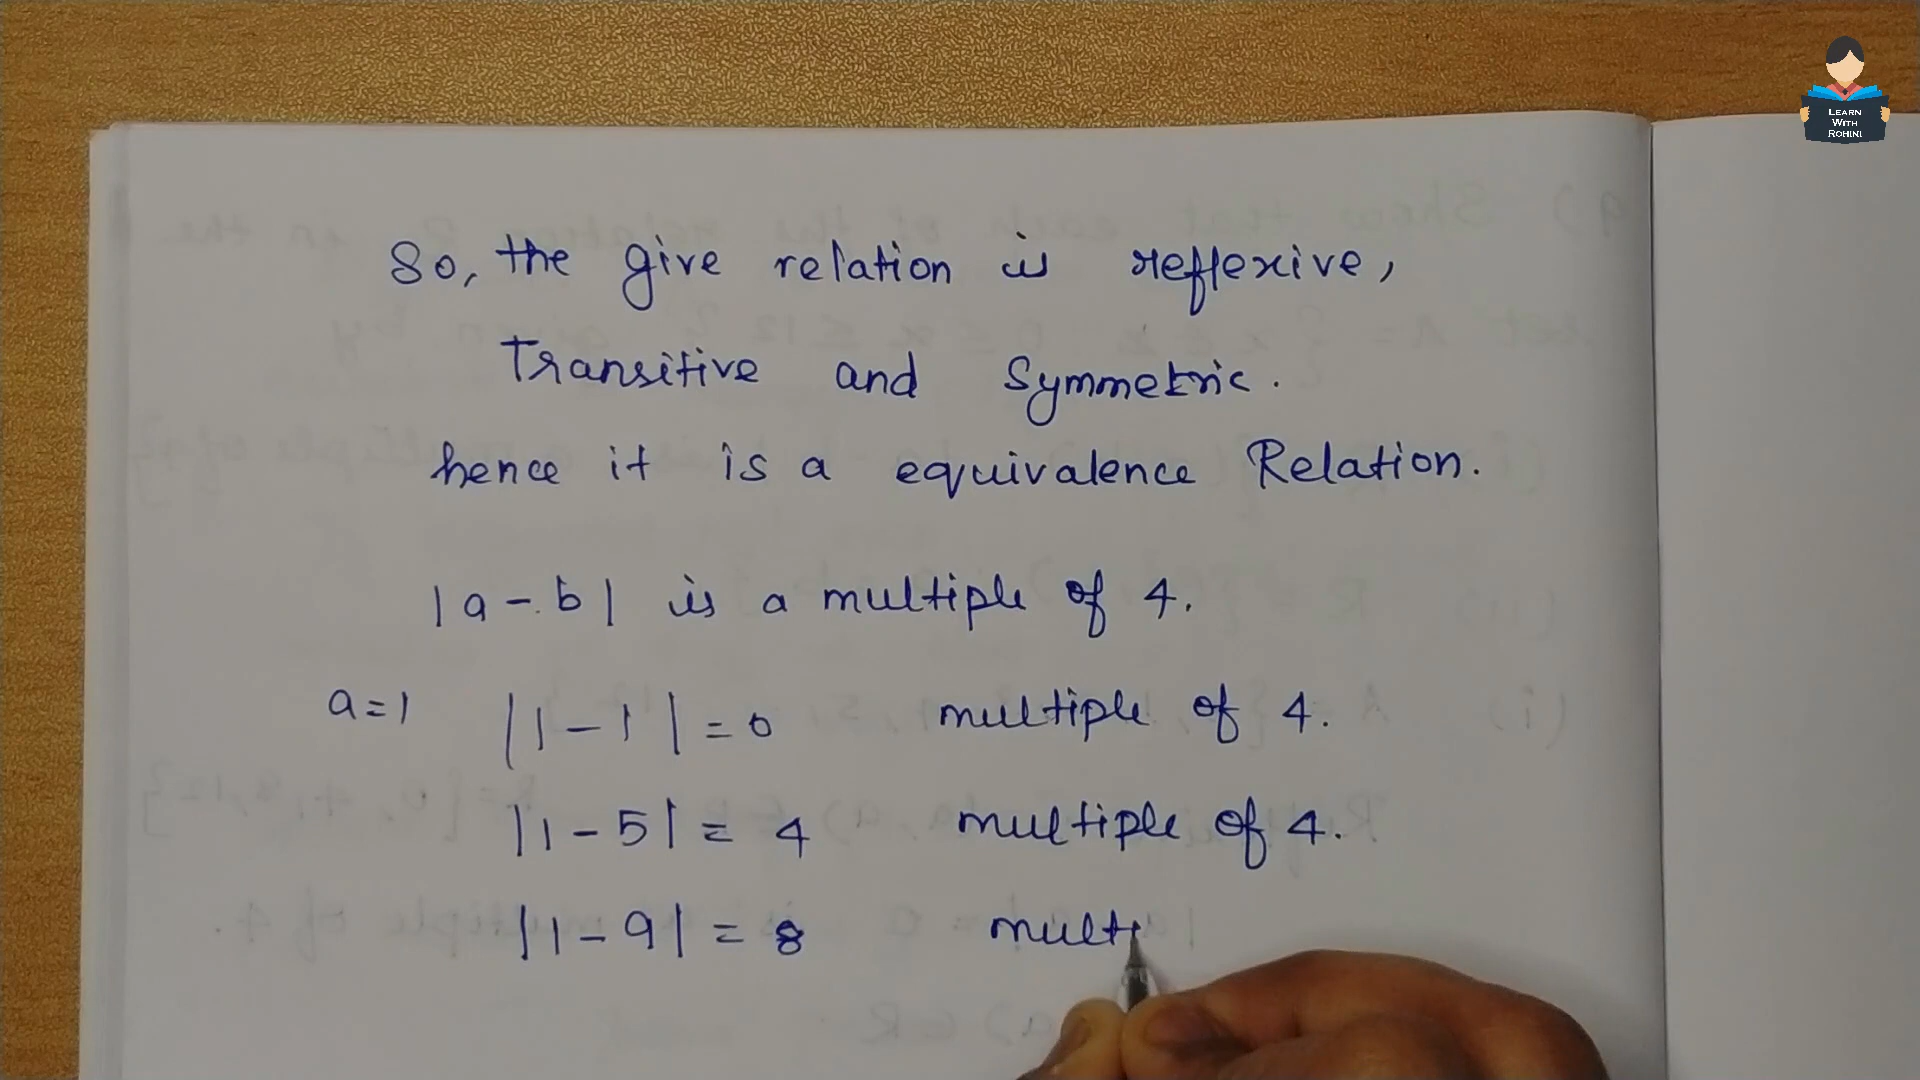 LEARN
WITH
ROHINI
So, the give relation is reflexive,
Transitive and Symmetric.
hence it is a equivalence Relation.
|a-b| is a multiple of 4.
a=1 |1-1| = 0 multiple of 4.
|1-5| = 4 multiple of 4.
|1-9| = 8 multi